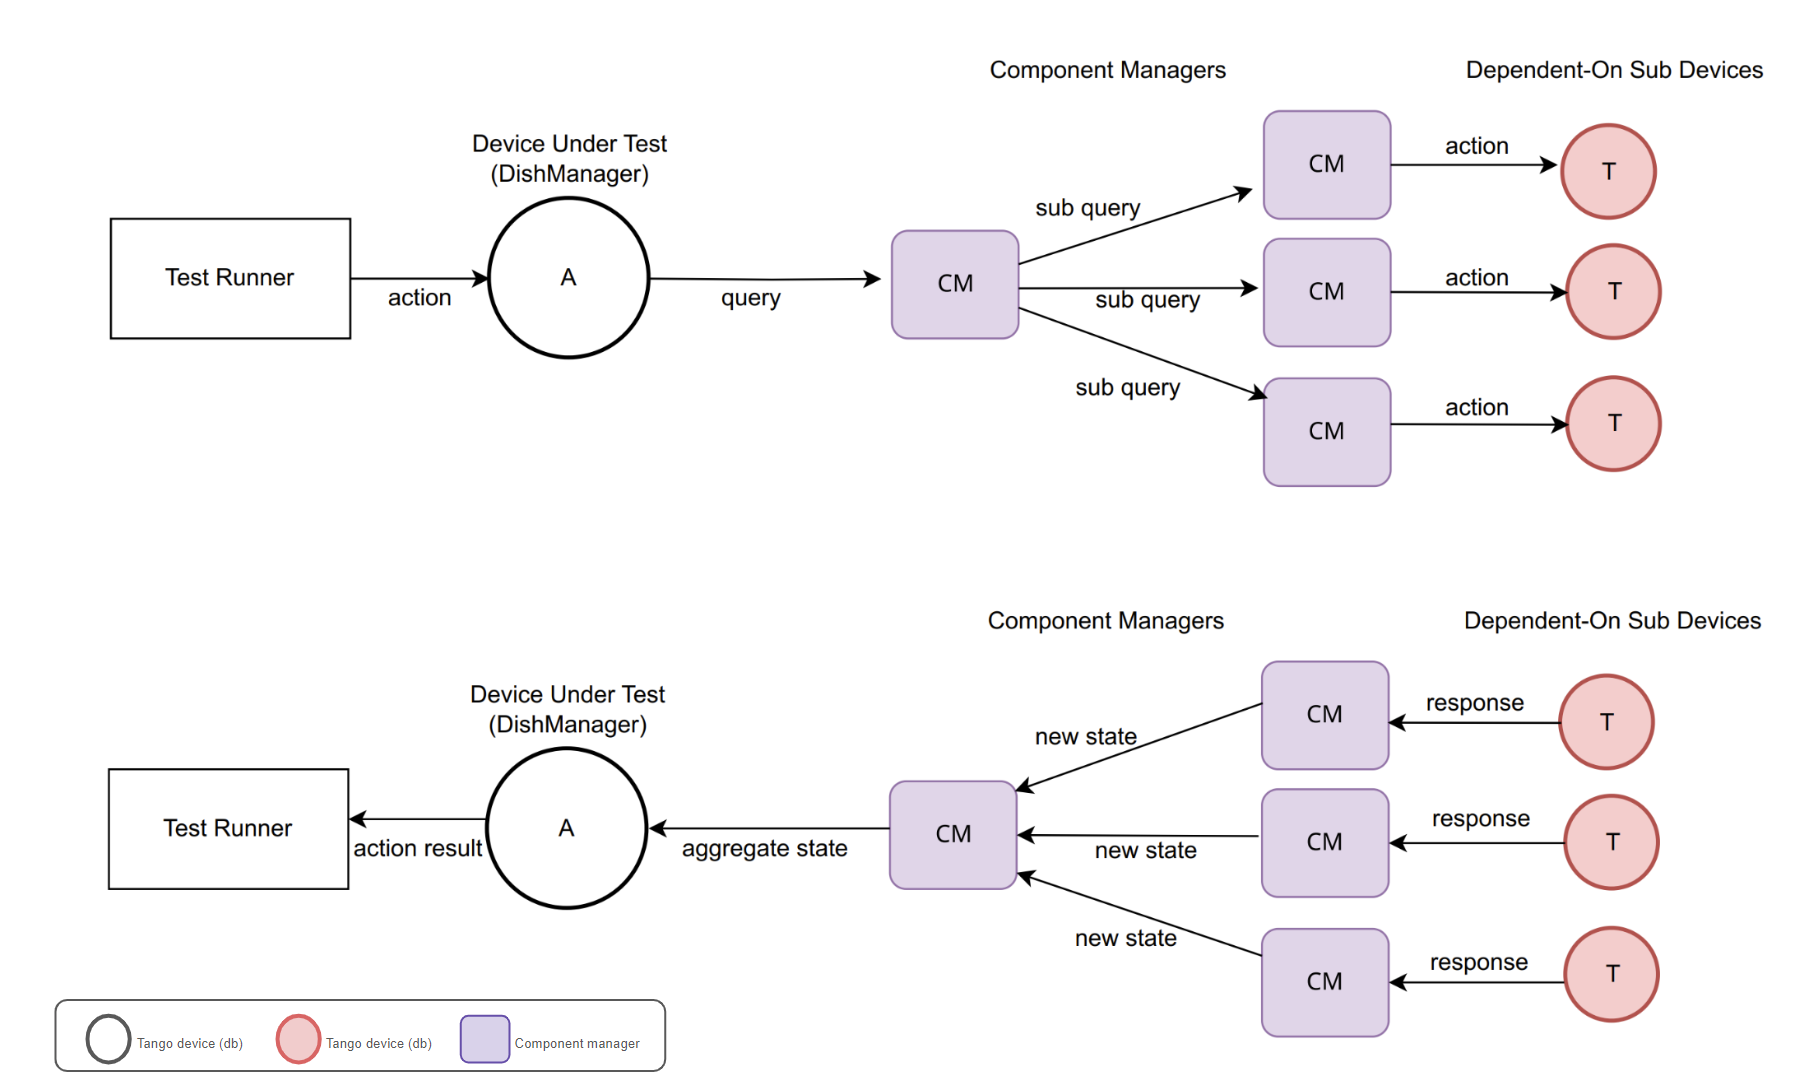 Component Managers
Dependent-On Sub Devices
Device Under Test
(DishManager)
Test Runner
action
A
query
CM
sub query
sub query
sub query
CM
action
T
CM
action
T
CM
action
T
Component Managers
Dependent-On Sub Devices
Device Under Test
(DishManager)
Test Runner
action result
A
aggregate state
CM
new state
new state
new state
CM
response
T
CM
response
T
CM
response
T
Tango device (db)
Tango device (db)
Component manager